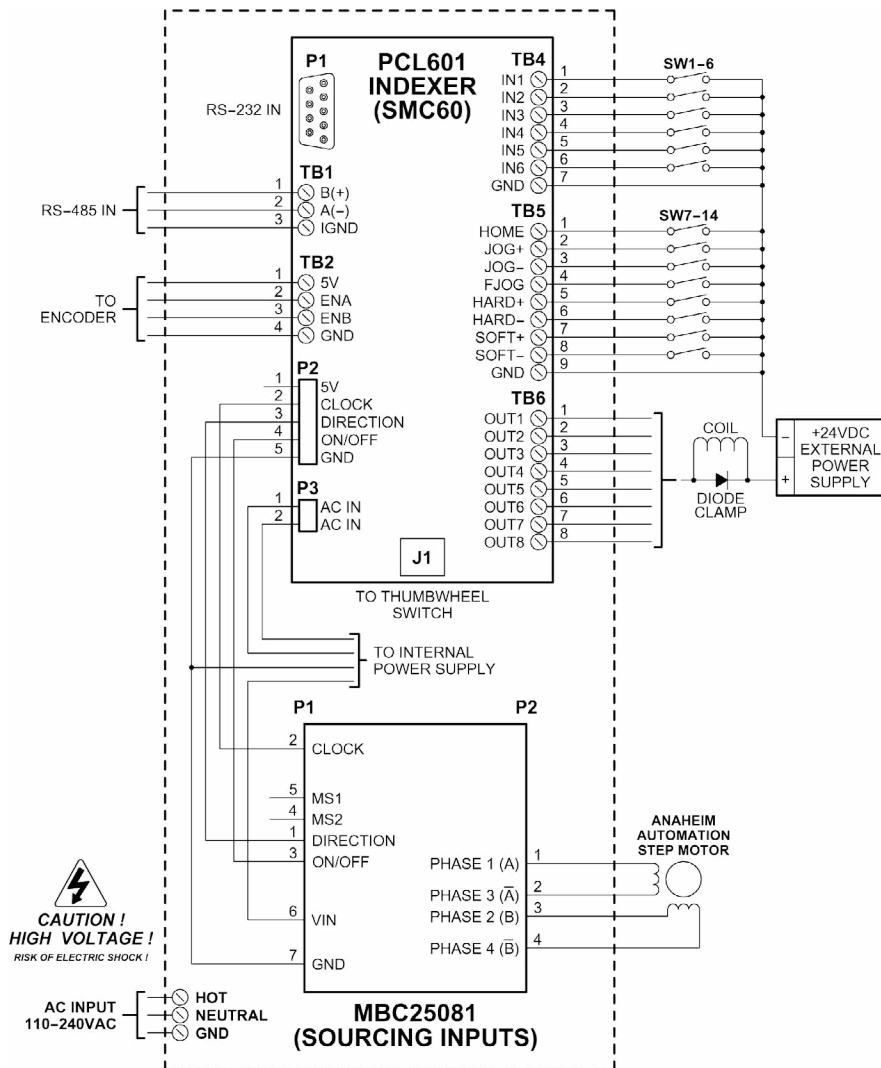 P1
PCL601
INDEXER
(SMC60)
RS-232 IN
TB4
IN1 1
IN2 2
IN3 3
IN4 4
IN5 5
IN6 6
GND 7
SW1-6
TB1
RS-485 IN
1 B(+)
2 A(-)
3 IGND
TB5
HOME 1
JOG+ 2
JOG- 3
FJOG 4
HARD+ 5
HARD- 6
SOFT+ 7
SOFT- 8
GND 9
SW7-14
TB2
TO
ENCODER
1 5V
2 ENA
3 ENB
4 GND
P2
1 5V
2 CLOCK
3 DIRECTION
4 ON/OFF
5 GND
TB6
OUT1 1
OUT2 2
OUT3 3
OUT4 4
OUT5 5
OUT6 6
OUT7 7
OUT8 8
COIL
DIODE
CLAMP
- +24VDC
EXTERNAL
POWER
+ SUPPLY
P3
1 AC IN
2 AC IN
J1
TO THUMBWHEEL
SWITCH
TO INTERNAL
POWER SUPPLY
P1
P2
2 CLOCK
5 MS1
4 MS2
1 DIRECTION
3 ON/OFF
6 VIN
7 GND
PHASE 1 (A) 1
PHASE 3 (A̅) 2
PHASE 2 (B) 3
PHASE 4 (B̅) 4
ANAHEIM
AUTOMATION
STEP MOTOR
MBC25081
(SOURCING INPUTS)
CAUTION !
HIGH VOLTAGE !
RISK OF ELECTRIC SHOCK !
AC INPUT
110-240VAC
HOT
NEUTRAL
GND